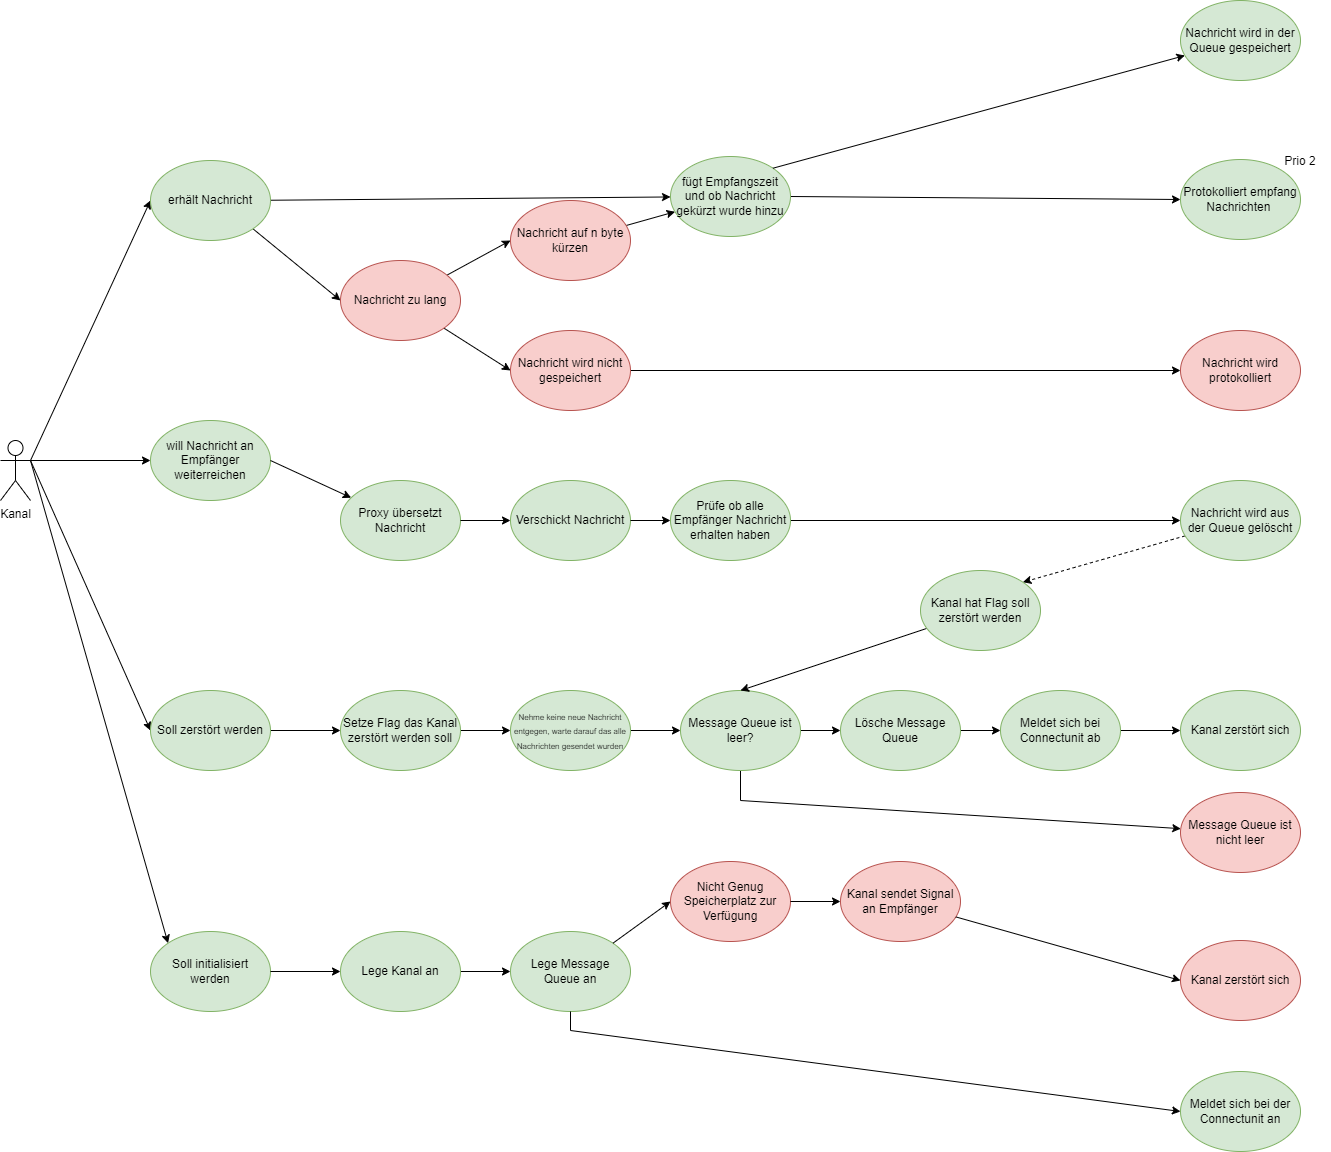 Nachricht wird in der
Queue gespeichert
Prio 2
erhält Nachricht
fügt Empfangszeit
und ob Nachricht
gekürzt wurde hinzu
Protokolliert empfang
Nachrichten
Nachricht auf n byte
kürzen
Nachricht zu lang
Nachricht wird nicht
gespeichert
Nachricht wird
protokolliert
Kanal
will Nachricht an
Empfänger
weiterreichen
Proxy übersetzt
Nachricht
Verschickt Nachricht
Prüfe ob alle
Empfänger Nachricht
erhalten haben
Nachricht wird aus
der Queue gelöscht
Kanal hat Flag soll
zerstört werden
Soll zerstört werden
Setze Flag das Kanal
zerstört werden soll
Nehme keine neue Nachricht
entgegen, warte darauf das alle
Nachrichten gesendet wurden
Message Queue ist
leer?
Lösche Message
Queue
Meldet sich bei
Connectunit ab
Kanal zerstört sich
Message Queue ist
nicht leer
Nicht Genug
Speicherplatz zur
Verfügung
Kanal sendet Signal
an Empfänger
Kanal zerstört sich
Soll initialisiert
werden
Lege Kanal an
Lege Message
Queue an
Meldet sich bei der
Connectunit an